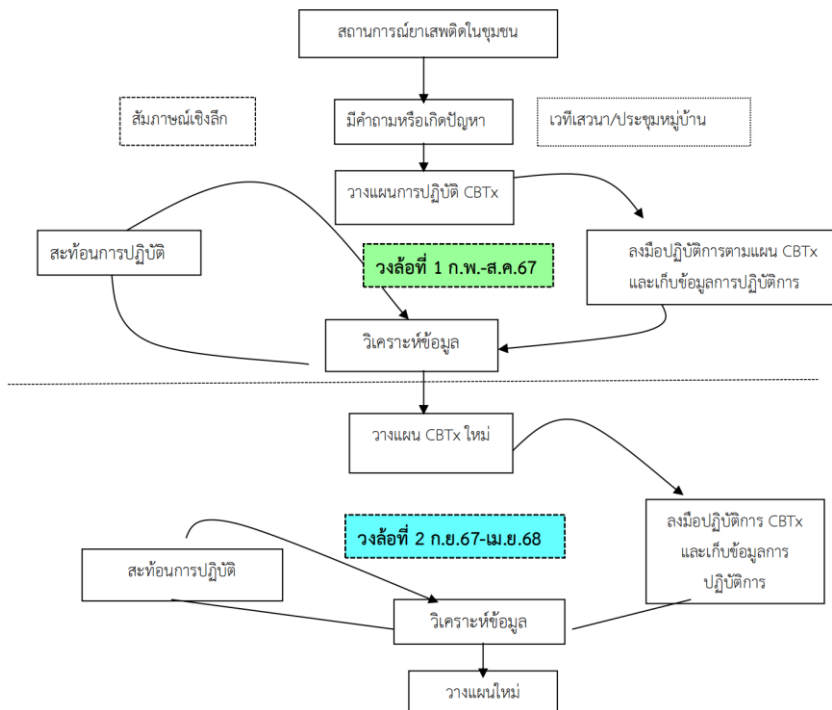 สถานการณ์ยาเสพติดในชุมชน
สัมภาษณ์เชิงลึก
มีคำถามหรือเกิดปัญหา
เวทีเสวนา/ประชุมหมู่บ้าน
วางแผนการปฏิบัติ CBTx
สะท้อนการปฏิบัติ
วงล้อที่ 1 ก.พ.-ส.ค.67
ลงมือปฏิบัติการตามแผน CBTx
และเก็บข้อมูลการปฏิบัติการ
วิเคราะห์ข้อมูล
วางแผน CBTx ใหม่
วงล้อที่ 2 ก.ย.67-เม.ย.68
ลงมือปฏิบัติการ CBTx
และเก็บข้อมูลการ
ปฏิบัติการ
สะท้อนการปฏิบัติ
วิเคราะห์ข้อมูล
วางแผนใหม่